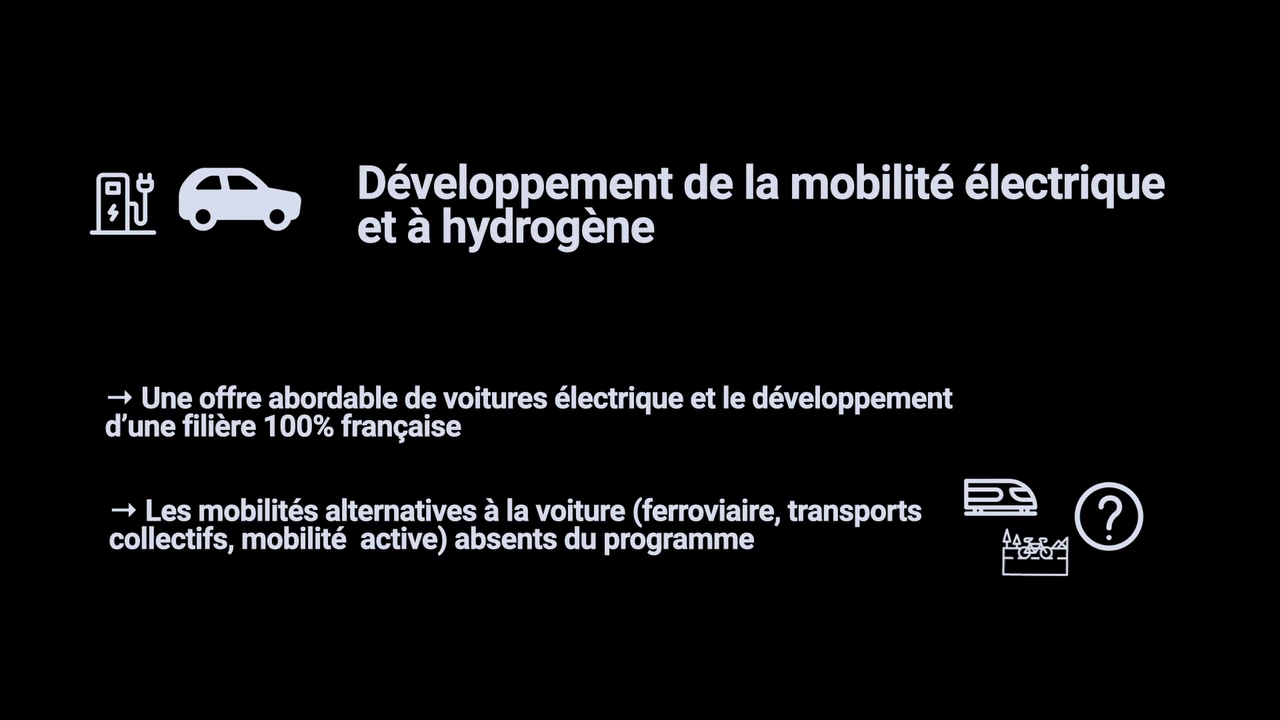 Développement de la mobilité électrique
et à hydrogène
→ Une offre abordable de voitures électrique et le développement
d’une filière 100% française
→ Les mobilités alternatives à la voiture (ferroviaire, transports
collectifs, mobilité  active) absents du programme
?